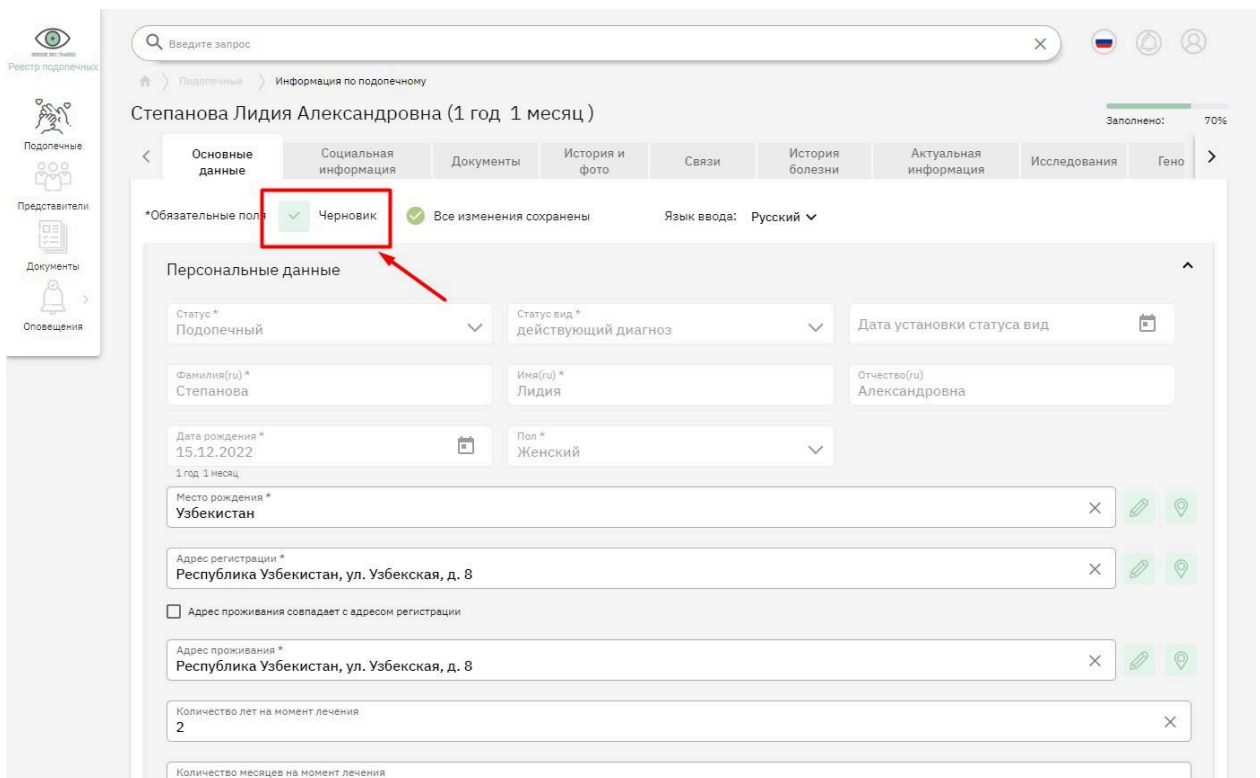 Введите запрос
Реестр подопечных
Подопечные
Информация по подопечному
Степанова Лидия Александровна (1 год 1 месяц)
Заполнено: 70%
Подопечные
Представители
Документы
Оповещения
Основные данные
Социальная информация
Документы
История и фото
Связи
История болезни
Актуальная информация
Исследования
Гено
*Обязательные поля
Черновик
Все изменения сохранены
Язык ввода: Русский
Персональные данные
Статус *
Подопечный
Статус вид *
действующий диагноз
Дата установки статуса вид
Фамилия(ru) *
Степанова
Имя(ru) *
Лидия
Отчество(ru)
Александровна
Дата рождения *
15.12.2022
1 год 1 месяц
Пол *
Женский
Место рождения *
Узбекистан
Адрес регистрации *
Республика Узбекистан, ул. Узбекская, д. 8
Адрес проживания совпадает с адресом регистрации
Адрес проживания *
Республика Узбекистан, ул. Узбекская, д. 8
Количество лет на момент лечения
2
Количество месяцев на момент лечения